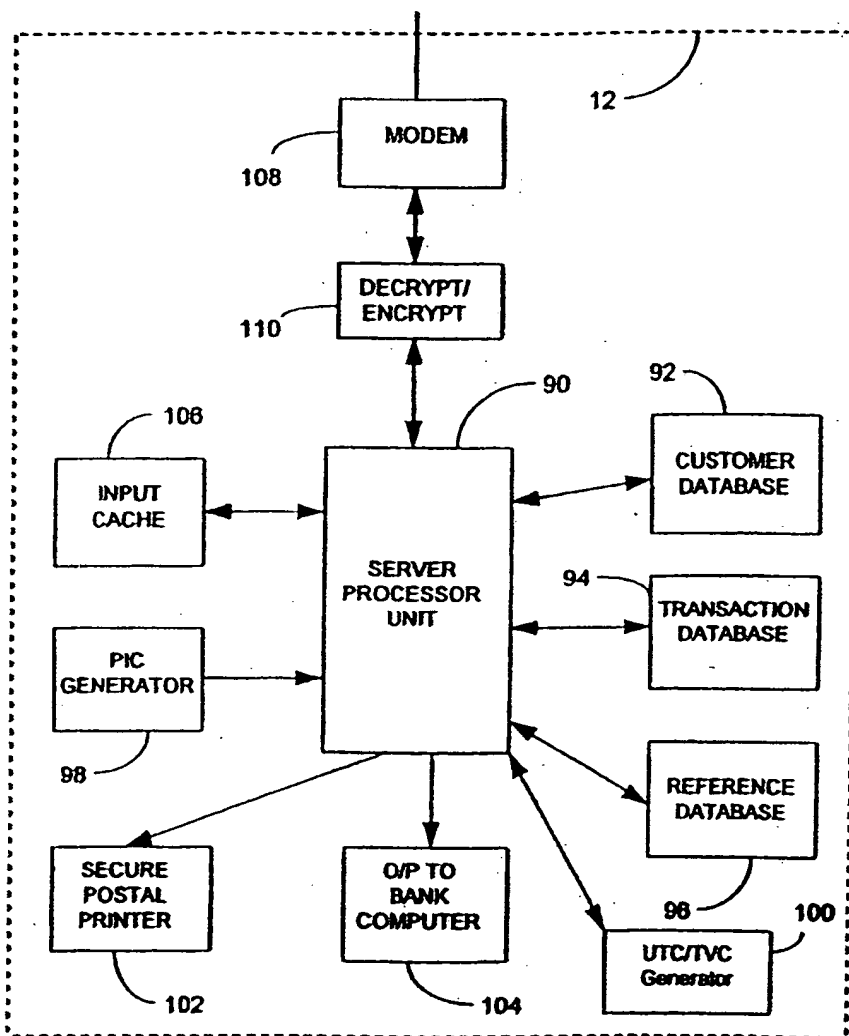 12
MODEM
108
DECRYPT/
ENCRYPT
110
90
92
106
CUSTOMER
DATABASE
INPUT
CACHE
SERVER
PROCESSOR
UNIT
94
TRANSACTION
DATABASE
PIC
GENERATOR
98
REFERENCE
DATABASE
SECURE
POSTAL
PRINTER
O/P TO
BANK
COMPUTER
96
100
UTC/TVC
Generator
102
104